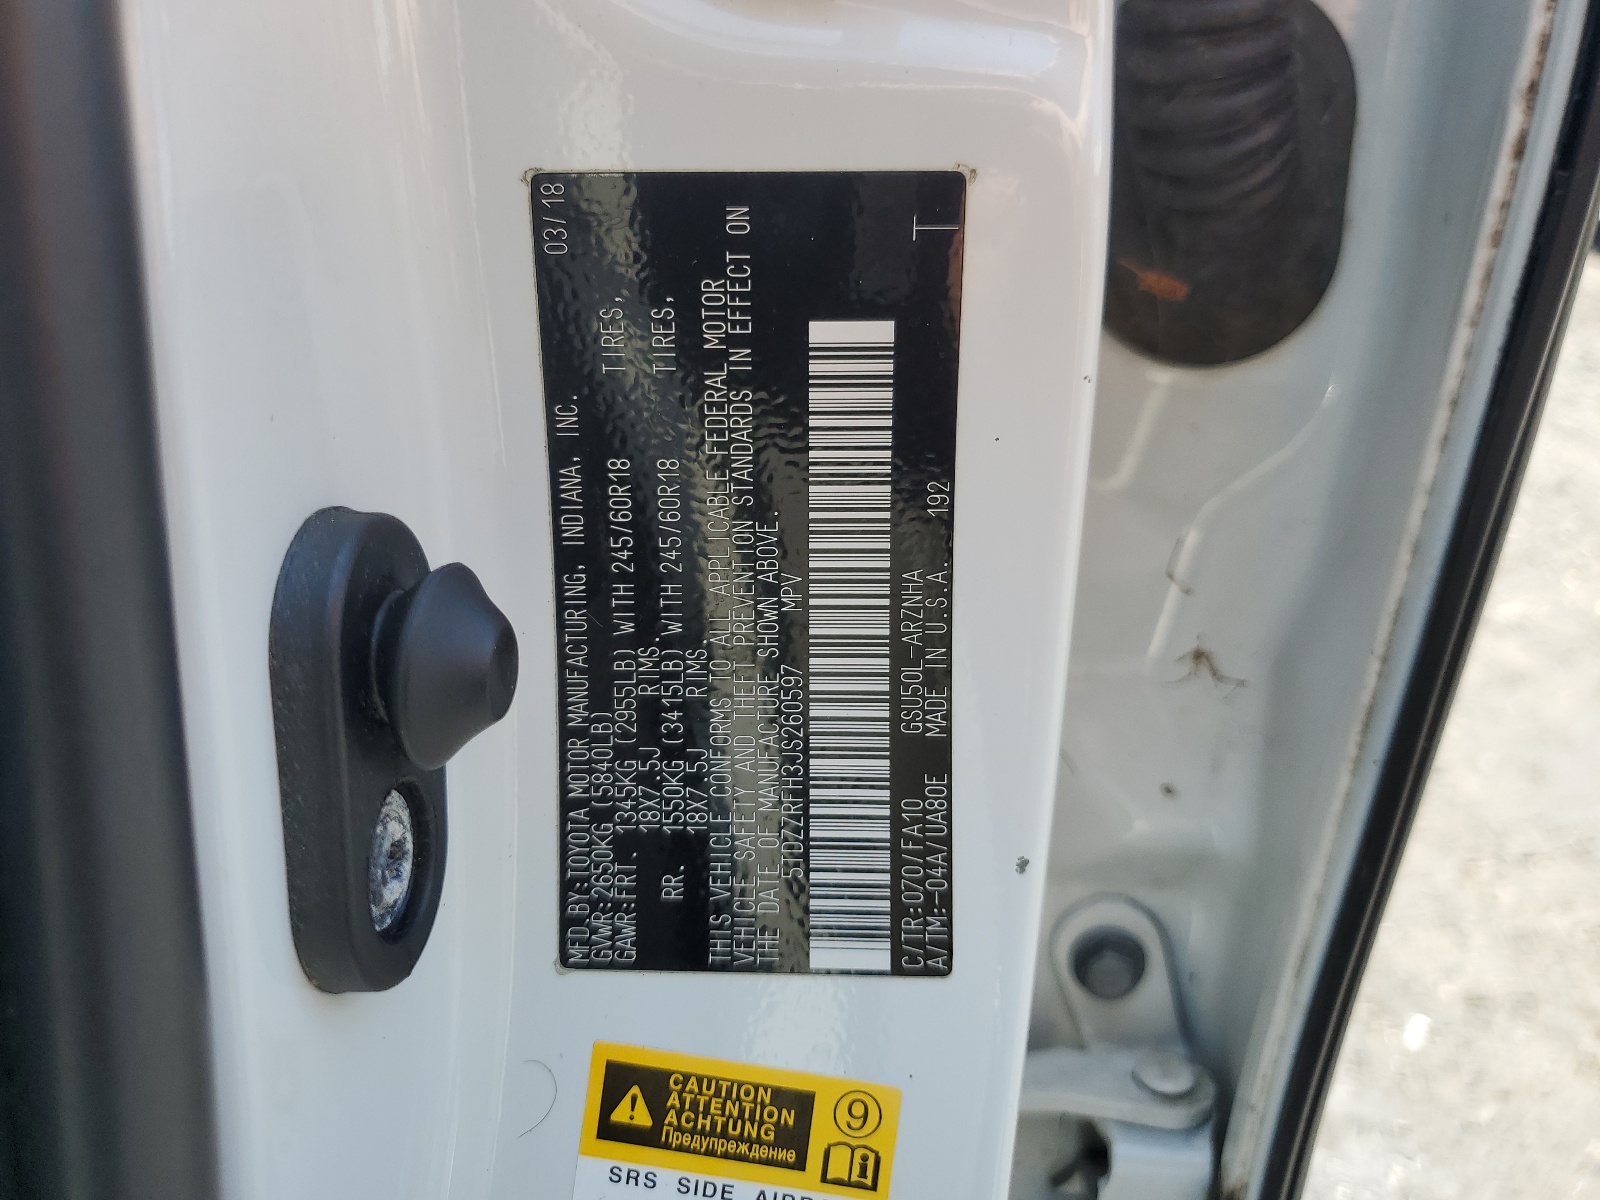 03/18
MFD.BY:TOYOTA MOTOR MANUFACTURING, INDIANA, INC.
GVWR:2650KG (5840LB)
GAWR:FRT. 1345KG (2955LB) WITH 245/60R18 TIRES,
18X7.5J RIMS.
RR. 1550KG (3415LB) WITH 245/60R18 TIRES,
18X7.5J RIMS.
THIS VEHICLE CONFORMS TO ALL APPLICABLE FEDERAL MOTOR
VEHICLE SAFETY AND THEFT PREVENTION STANDARDS IN EFFECT ON
THE DATE OF MANUFACTURE SHOWN ABOVE.
5TDZZRFH3JS260597 MPV
C/TR:070/FA10 GSU50L-ARZNHA
A/TM:-04A/UA80E MADE IN U.S.A. 192
T
CAUTION
ATTENTION
ACHTUNG
Предупреждение
9
i
SRS SIDE